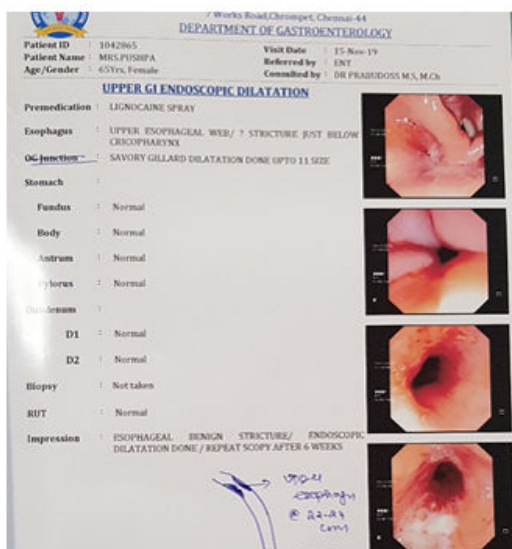 7 Works Road,Chrompet, Chennai-44
DEPARTMENT OF GASTROENTEROLOGY
Patient ID : 1042865
Visit Date : 15-Nov-19
Patient Name : MRS.PUSHPA
Referred by : ENT
Age/Gender : 65Yrs, Female
Consulted by : DR PRABUDOSS M.S, M.Ch
UPPER GI ENDOSCOPIC DILATATION
Premedication : LIGNOCAINE SPRAY
Esophagus : UPPER ESOPHAGEAL WEB/ ? STRICTURE JUST BELOW
CRICOPHARYNX
OG Junction : SAVORY GILLARD DILATATION DONE UPTO 11 SIZE
Stomach :
Fundus : Normal
Body : Normal
Antrum : Normal
Pylorus : Normal
Duodenum :
D1 : Normal
D2 : Normal
Biopsy : Not taken
RUT : Normal
Impression : ESOPHAGEAL BENIGN STRICTURE/ ENDOSCOPIC
DILATATION DONE / REPEAT SCOPY AFTER 6 WEEKS
upper
@ 22-24